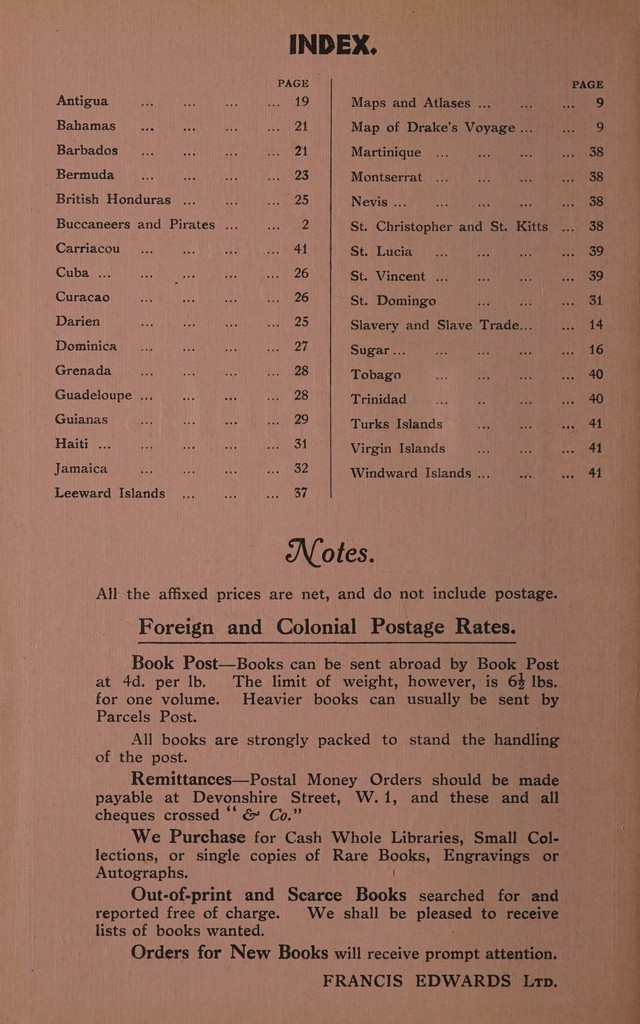 INDEX.
PAGE
Antigua ... ... ... ... 19
Bahamas ... ... ... ... 21
Barbados ... ... ... ... 21
Bermuda ... ... ... ... 23
British Honduras ... ... ... 25
Buccaneers and Pirates ... ... 2
Carriacou ... ... ... ... 41
Cuba ... ... ... ... ... 26
Curacao ... ... ... ... 26
Darien ... ... ... ... 25
Dominica ... ... ... ... 27
Grenada ... ... ... ... 28
Guadeloupe ... ... ... ... 28
Guianas ... ... ... ... 29
Haiti ... ... ... ... ... 31
Jamaica ... ... ... ... 32
Leeward Islands ... ... ... 37
PAGE
Maps and Atlases ... ... ... 9
Map of Drake's Voyage ... ... 9
Martinique ... ... ... ... 38
Montserrat ... ... ... ... 38
Nevis ... ... ... ... ... 38
St. Christopher and St. Kitts ... 38
St. Lucia ... ... ... ... 39
St. Vincent ... ... ... ... 39
St. Domingo ... ... ... 31
Slavery and Slave Trade... ... 14
Sugar ... ... ... ... ... 16
Tobago ... ... ... ... 40
Trinidad ... .. ... ... 40
Turks Islands ... ... ... 41
Virgin Islands ... ... ... 41
Windward Islands ... ... ... 41
Notes.
All the affixed prices are net, and do not include postage.
Foreign and Colonial Postage Rates.
Book Post—Books can be sent abroad by Book Post
at 4d. per lb. The limit of weight, however, is 6½ lbs.
for one volume. Heavier books can usually be sent by
Parcels Post.
All books are strongly packed to stand the handling
of the post.
Remittances—Postal Money Orders should be made
payable at Devonshire Street, W. 1, and these and all
cheques crossed “ & Co.”
We Purchase for Cash Whole Libraries, Small Col-
lections, or single copies of Rare Books, Engravings or
Autographs.
Out-of-print and Scarce Books searched for and
reported free of charge. We shall be pleased to receive
lists of books wanted.
Orders for New Books will receive prompt attention.
FRANCIS EDWARDS LTD.